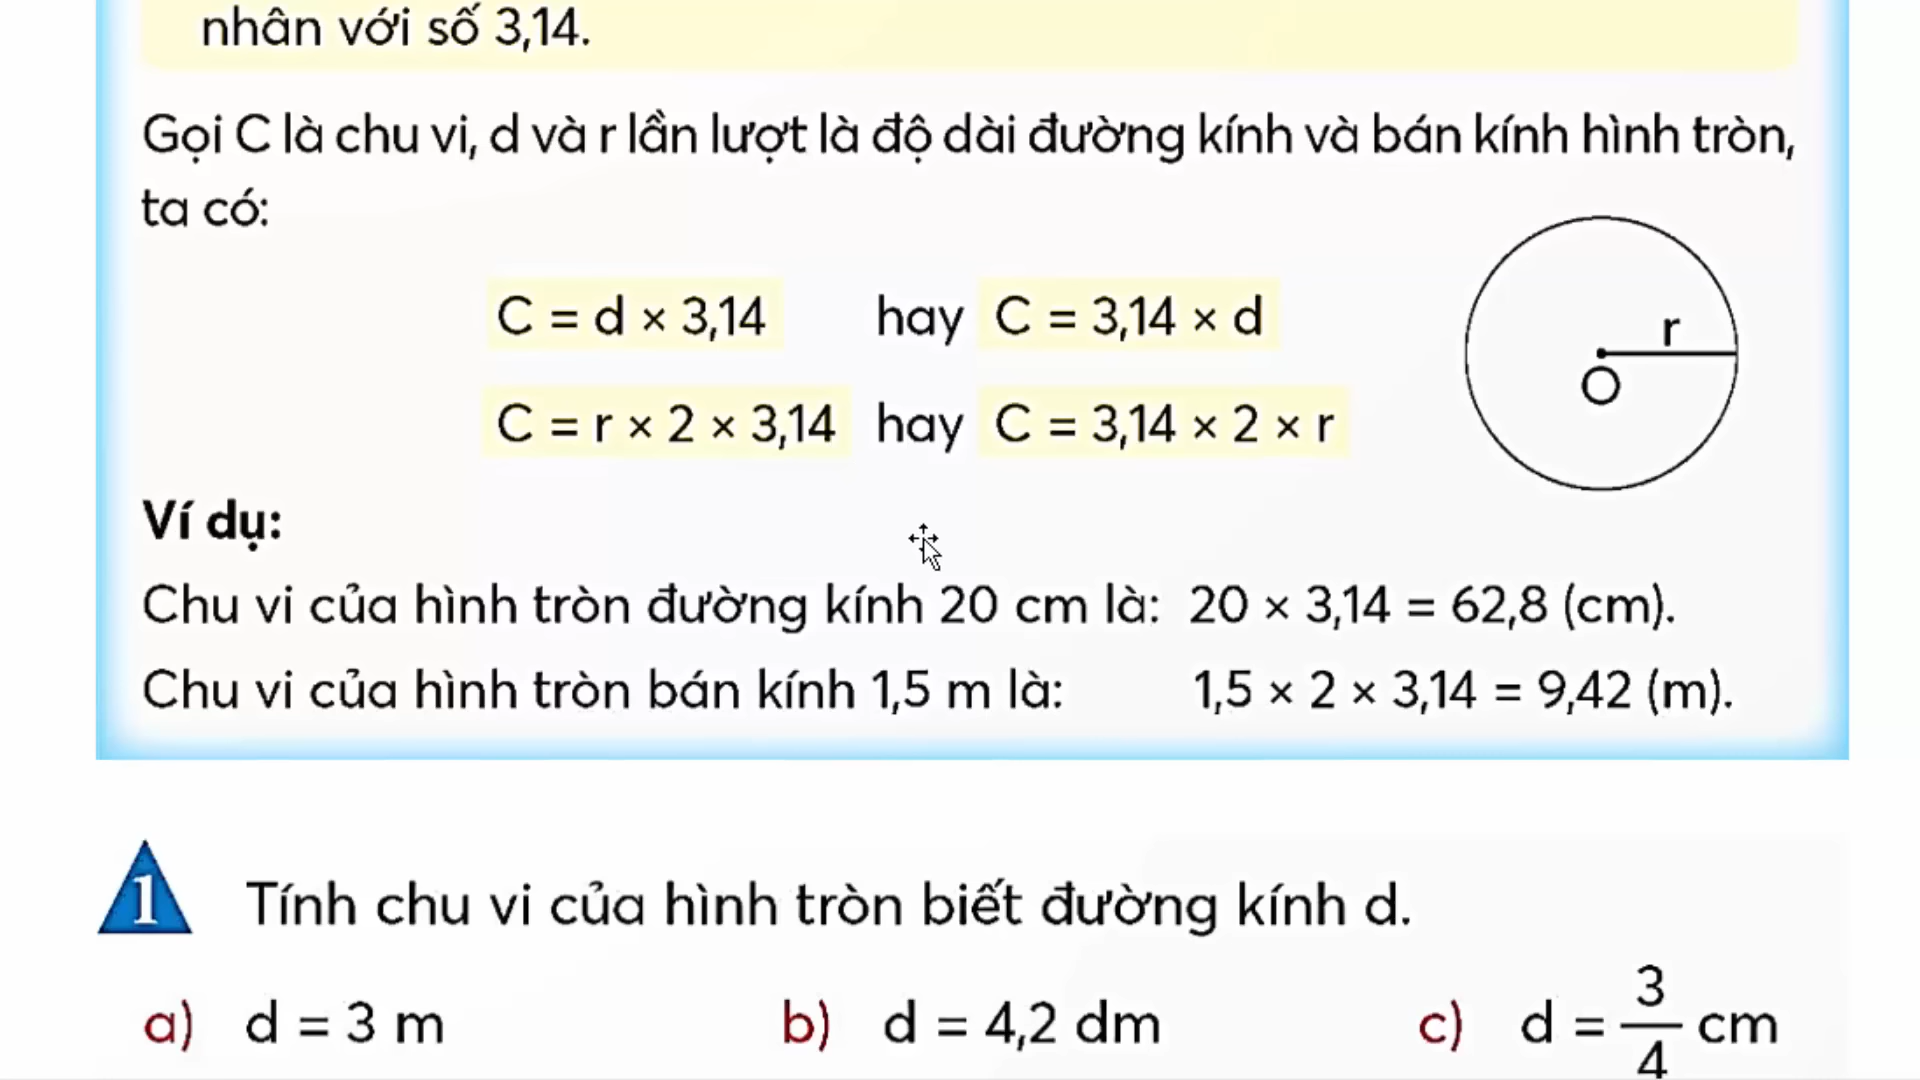 nhân với số 3,14.
Gọi C là chu vi, d và r lần lượt là độ dài đường kính và bán kính hình tròn,
ta có:
C = d × 3,14 hay C = 3,14 × d
C = r × 2 × 3,14 hay C = 3,14 × 2 × r
r
O
Ví dụ:
Chu vi của hình tròn đường kính 20 cm là: 20 × 3,14 = 62,8 (cm).
Chu vi của hình tròn bán kính 1,5 m là: 1,5 × 2 × 3,14 = 9,42 (m).
1 Tính chu vi của hình tròn biết đường kính d.
a) d = 3 m b) d = 4,2 dm c) d = 3/4 cm